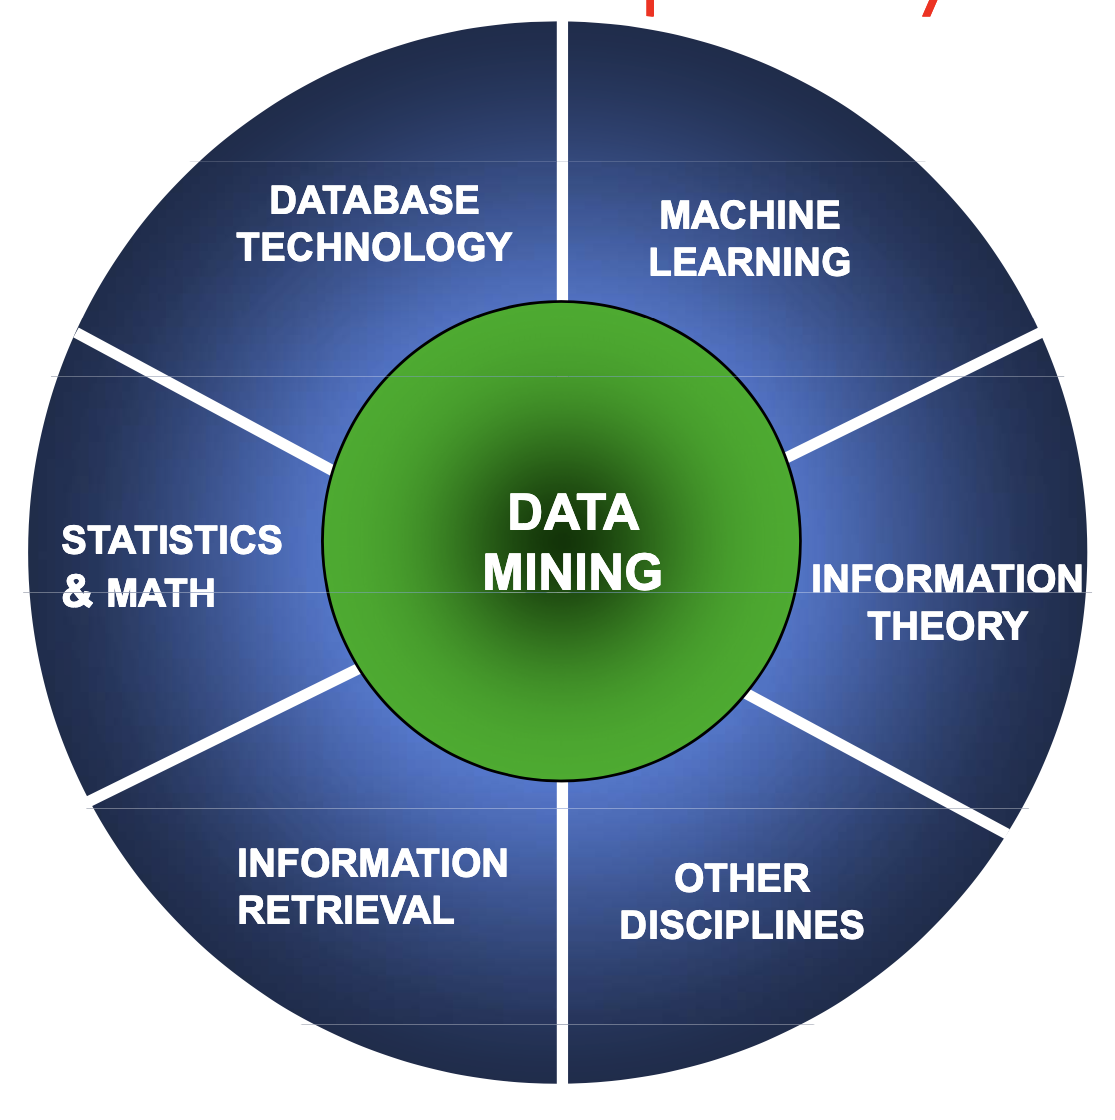 DATABASE
TECHNOLOGY
MACHINE
LEARNING
DATA
MINING
STATISTICS
& MATH
INFORMATION
THEORY
INFORMATION
RETRIEVAL
OTHER
DISCIPLINES